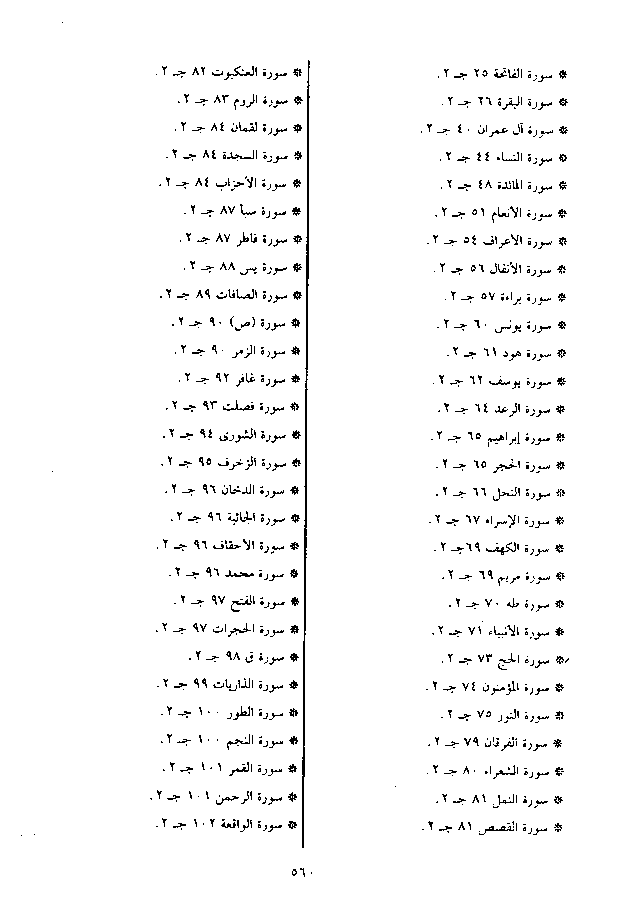 * سورة الفاتحة ٢٥ جـ ٢.
* سورة البقرة ٢٦ جـ ٢.
* سورة آل عمران ٤٠ جـ ٢.
* سورة النساء ٤٤ جـ ٢.
* سورة المائدة ٤٨ جـ ٢.
* سورة الأنعام ٥١ جـ ٢.
* سورة الأعراف ٥٤ جـ ٢.
* سورة الأنفال ٥٦ جـ ٢.
* سورة براءة ٥٧ جـ ٢.
* سورة يونس ٦٠ جـ ٢.
* سورة هود ٦١ جـ ٢.
* سورة يوسف ٦٢ جـ ٢.
* سورة الرعد ٦٤ جـ ٢.
* سورة إبراهيم ٦٥ جـ ٢.
* سورة الحجر ٦٥ جـ ٢.
* سورة النحل ٦٦ جـ ٢.
* سورة الإسراء ٦٧ جـ ٢.
* سورة الكهف ٦٩ جـ ٢.
* سورة مريم ٦٩ جـ ٢.
* سورة طه ٧٠ جـ ٢.
* سورة الأنبياء ٧١ جـ ٢.
* سورة الحج ٧٣ جـ ٢.
* سورة المؤمنون ٧٤ جـ ٢.
* سورة النور ٧٥ جـ ٢.
* سورة الفرقان ٧٩ جـ ٢.
* سورة الشعراء ٨٠ جـ ٢.
* سورة النمل ٨١ جـ ٢.
* سورة القصص ٨١ جـ ٢.
* سورة العنكبوت ٨٢ جـ ٢.
* سورة الروم ٨٣ جـ ٢.
* سورة لقمان ٨٤ جـ ٢.
* سورة السجدة ٨٤ جـ ٢.
* سورة الأحزاب ٨٤ جـ ٢.
* سورة سبأ ٨٧ جـ ٢.
* سورة فاطر ٨٧ جـ ٢.
* سورة يس ٨٨ جـ ٢.
* سورة الصافات ٨٩ جـ ٢.
* سورة (ص) ٩٠ جـ ٢.
* سورة الزمر ٩٠ جـ ٢.
* سورة غافر ٩٢ جـ ٢.
* سورة فصلت ٩٣ جـ ٢.
* سورة الشورى ٩٤ جـ ٢.
* سورة الزخرف ٩٥ جـ ٢.
* سورة الدخان ٩٦ جـ ٢.
* سورة الجاثية ٩٦ جـ ٢.
* سورة الأحقاف ٩٦ جـ ٢.
* سورة محمد ٩٦ جـ ٢.
* سورة الفتح ٩٧ جـ ٢.
* سورة الحجرات ٩٧ جـ ٢.
* سورة ق ٩٨ جـ ٢.
* سورة الذاريات ٩٩ جـ ٢.
* سورة الطور ١٠٠ جـ ٢.
* سورة النجم ١٠٠ جـ ٢.
* سورة القمر ١٠١ جـ ٢.
* سورة الرحمن ١٠١ جـ ٢.
* سورة الواقعة ١٠٢ جـ ٢.
٥٦٠